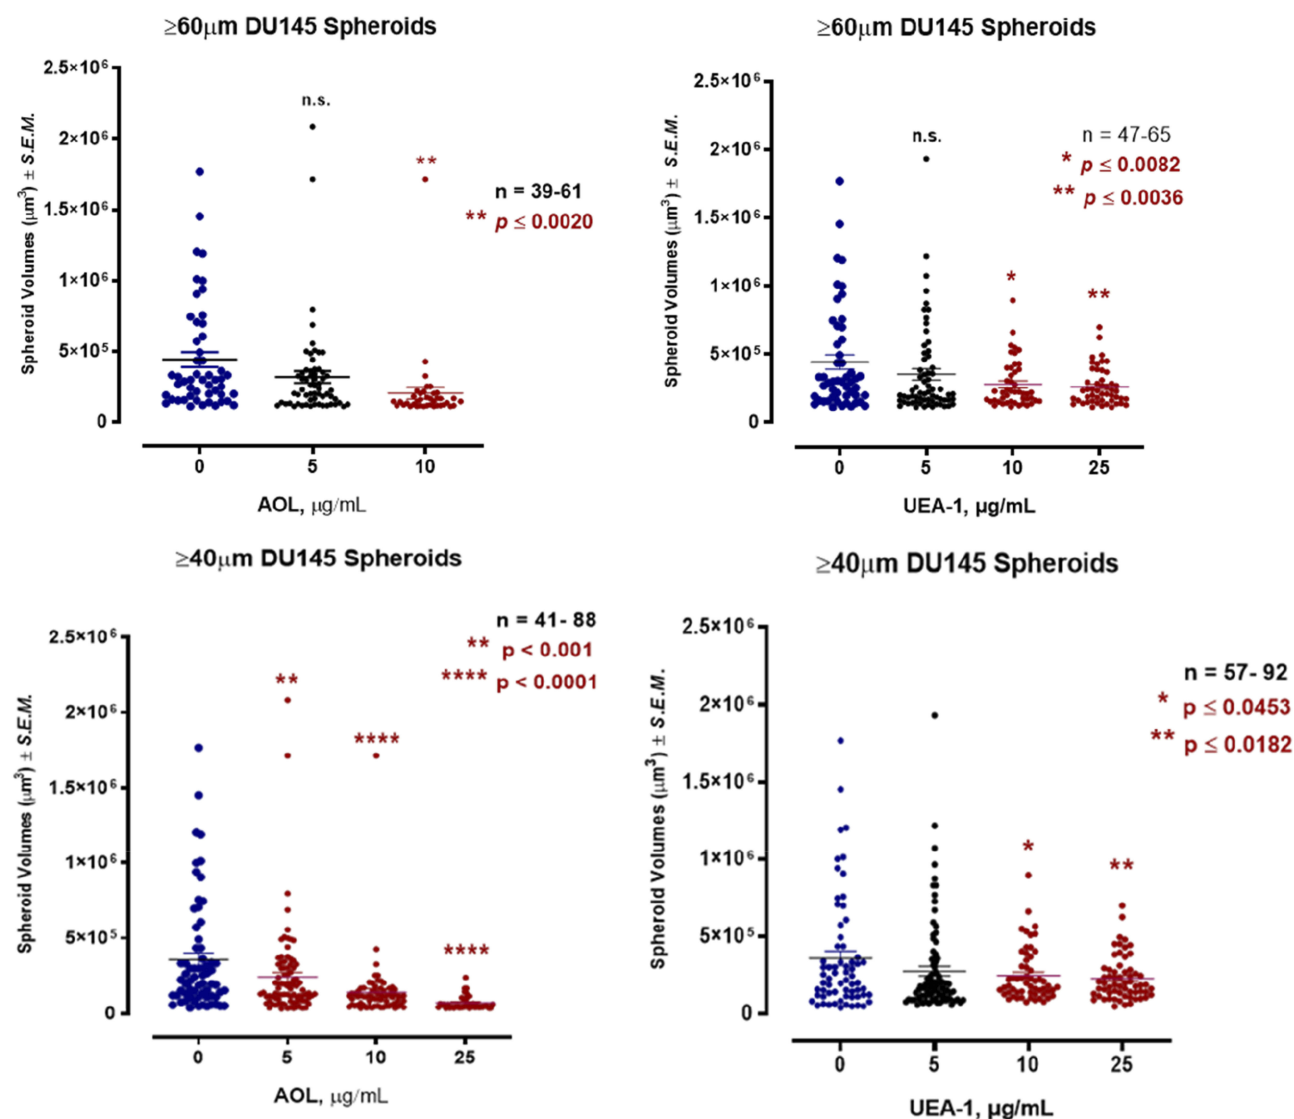 ≥60μm DU145 Spheroids
Spheroid Volumes (μm³) ± S.E.M.
2.5×10⁶
2×10⁶
1.5×10⁶
1×10⁶
5×10⁵
0
n.s.
**
n = 39-61
** p ≤ 0.0020
0 5 10
AOL, μg/mL
≥60μm DU145 Spheroids
Spheroid Volumes (μm³) ± S.E.M.
2.5×10⁶
2×10⁶
1.5×10⁶
1×10⁶
5×10⁵
0
n.s.
*
**
n = 47-65
* p ≤ 0.0082
** p ≤ 0.0036
0 5 10 25
UEA-1, μg/mL
≥40μm DU145 Spheroids
Spheroid Volumes (μm³) ± S.E.M.
2.5×10⁶
2×10⁶
1.5×10⁶
1×10⁶
5×10⁵
0
**
****
****
n = 41- 88
** p < 0.001
**** p < 0.0001
0 5 10 25
AOL, μg/mL
≥40μm DU145 Spheroids
Spheroid Volumes (μm³) ± S.E.M.
2.5×10⁶
2×10⁶
1.5×10⁶
1×10⁶
5×10⁵
0
*
**
n = 57- 92
* p ≤ 0.0453
** p ≤ 0.0182
0 5 10 25
UEA-1, μg/mL